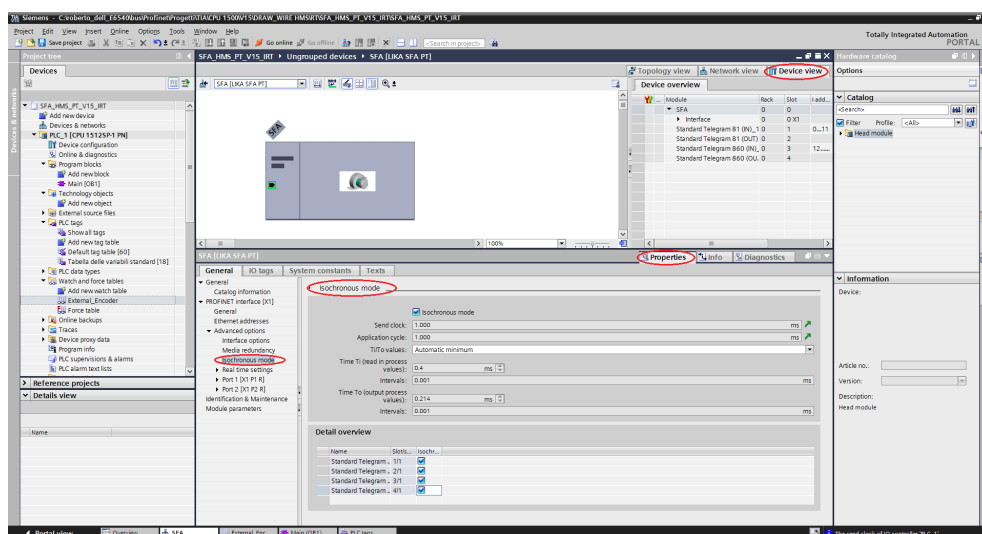 Siemens - C:\roberto_dell_E6540\bus\Profinet\Progetti\TIA\CPU 1500\V15\DRAW_WIRE HMS\IRT\SFA_HMS_PT_V15_IRT\SFA_HMS_PT_V15_IRT
Project Edit View Insert Online Options Tools Window Help
Totally Integrated Automation
PORTAL
Save project Go online Go offline <Search in project>
Project tree
SFA_HMS_PT_V15_IRT Ungrouped devices SFA [LIKA SFA PT]
Hardware catalog
Devices
Topology view Network view Device view
Options
SFA [LIKA SFA PT]
Device overview
Module Rack Slot I add...
Catalog
<Search>
Filter Profile: <All>
Head module
SFA 0 0
Interface 0 0 X1
Standard Telegram 81 (IN)_1 0 1 0...11
Standard Telegram 81 (OUT) 0 2
Standard Telegram 860 (IN)_ 0 3 12......
Standard Telegram 860 (OU. 0 4
SFA
100%
Devices & networks
SFA_HMS_PT_V15_IRT
Add new device
Devices & networks
PLC_1 [CPU 1512SP-1 PN]
Device configuration
Online & diagnostics
Program blocks
Add new block
Main [OB1]
Technology objects
Add new object
External source files
PLC tags
Show all tags
Add new tag table
Default tag table [60]
Tabella delle variabili standard [18]
PLC data types
Watch and force tables
Add new watch table
External_Encoder
Force table
Online backups
Traces
Device proxy data
Program info
PLC supervisions & alarms
PLC alarm text lists
Reference projects
Details view
Name
SFA [LIKA SFA PT]
Properties Info Diagnostics
General IO tags System constants Texts
General
Catalog information
PROFINET interface [X1]
General
Ethernet addresses
Advanced options
Interface options
Media redundancy
Isochronous mode
Real time settings
Port 1 [X1 P1 R]
Port 2 [X1 P2 R]
Identification & Maintenance
Module parameters
Isochronous mode
Isochronous mode
Send clock: 1.000 ms
Application cycle: 1.000 ms
Ti/To values: Automatic minimum
Time Ti (read in process
values): 0.4 ms
Intervals: 0.001 ms
Time To (output process
values): 0.214 ms
Intervals: 0.001 ms
Detail overview
Name Slot/s... Isochr...
Standard Telegram . 1/1
Standard Telegram . 2/1
Standard Telegram . 3/1
Standard Telegram . 4/1
Information
Device:
Article no.:
Version:
Description:
Head module
Portal view Overview SFA External_Enc... Main (OB1) PLC tags